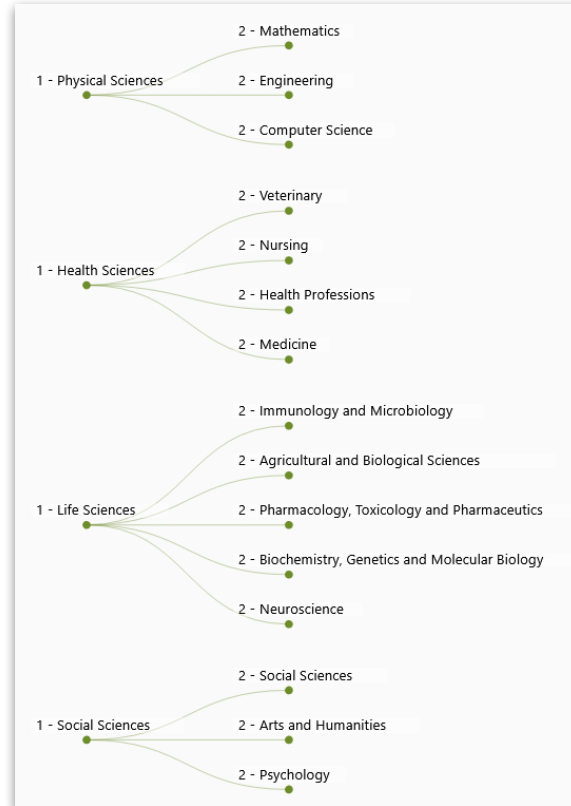 1 - Physical Sciences
2 - Mathematics
2 - Engineering
2 - Computer Science
1 - Health Sciences
2 - Veterinary
2 - Nursing
2 - Health Professions
2 - Medicine
1 - Life Sciences
2 - Immunology and Microbiology
2 - Agricultural and Biological Sciences
2 - Pharmacology, Toxicology and Pharmaceutics
2 - Biochemistry, Genetics and Molecular Biology
2 - Neuroscience
1 - Social Sciences
2 - Social Sciences
2 - Arts and Humanities
2 - Psychology